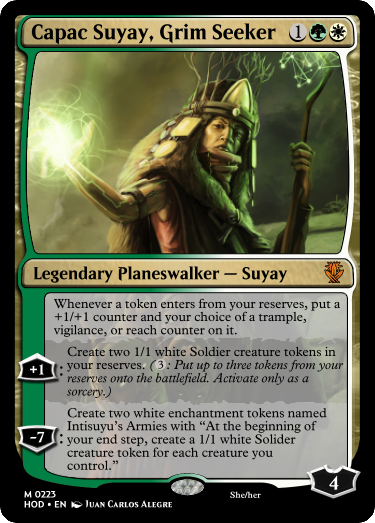 Capac Suyay, Grim Seeker 1
Legendary Planeswalker — Suyay
Whenever a token enters from your reserves, put a
+1/+1 counter and your choice of a trample,
vigilance, or reach counter on it.
+1 : Create two 1/1 white Soldier creature tokens in
your reserves. (3: Put up to three tokens from your
reserves onto the battlefield. Activate only as a
sorcery.)
-7 : Create two white enchantment tokens named
Intisuyu's Armies with “At the beginning of
your end step, create a 1/1 white Solider
creature token for each creature you
control.”
4
She/her
M 0223
HOD • EN Juan Carlos Alegre